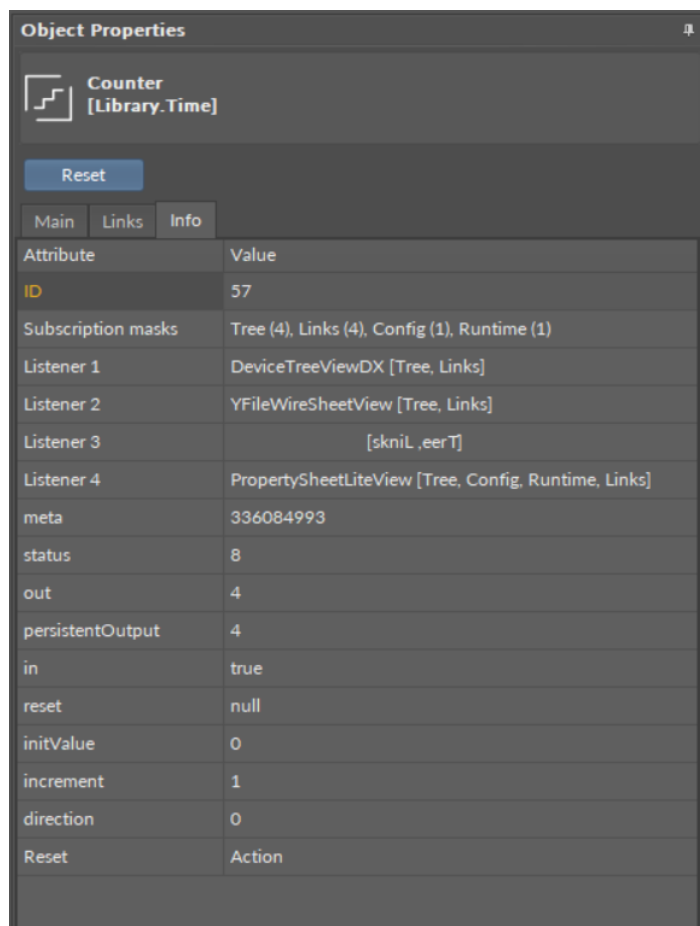 Object Properties
Counter
[Library.Time]
Reset
Main Links Info
Attribute Value
ID 57
Subscription masks Tree (4), Links (4), Config (1), Runtime (1)
Listener 1 DeviceTreeViewDX [Tree, Links]
Listener 2 YFileWireSheetView [Tree, Links]
Listener 3 [skniL ,eerT]
Listener 4 PropertySheetLiteView [Tree, Config, Runtime, Links]
meta 336084993
status 8
out 4
persistentOutput 4
in true
reset null
initValue 0
increment 1
direction 0
Reset Action